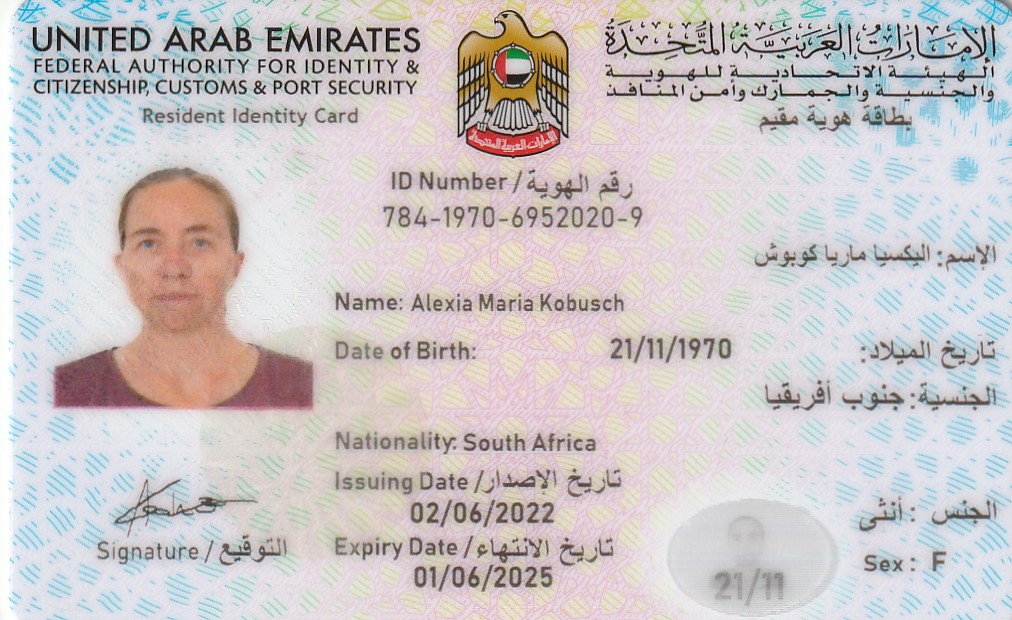 UNITED ARAB EMIRATES
FEDERAL AUTHORITY FOR IDENTITY &
CITIZENSHIP, CUSTOMS & PORT SECURITY
Resident Identity Card
الإمارات العربية المتحدة
الهيئة الاتحادية للهوية
والجنسية والجمارك وأمن المنافذ
بطاقة هوية مقيم
الإمارات العربية المتحدة
ID Number / رقم الهوية
784-1970-6952020-9
الإسم: اليكسيا ماريا كوبوش
Name: Alexia Maria Kobusch
Date of Birth: 21/11/1970 تاريخ الميلاد:
الجنسية: جنوب أفريقيا
Nationality: South Africa
Issuing Date / تاريخ الإصدار
02/06/2022
Expiry Date / تاريخ الانتهاء
01/06/2025
الجنس : أنثى
Sex : F
Signature / التوقيع
21/11